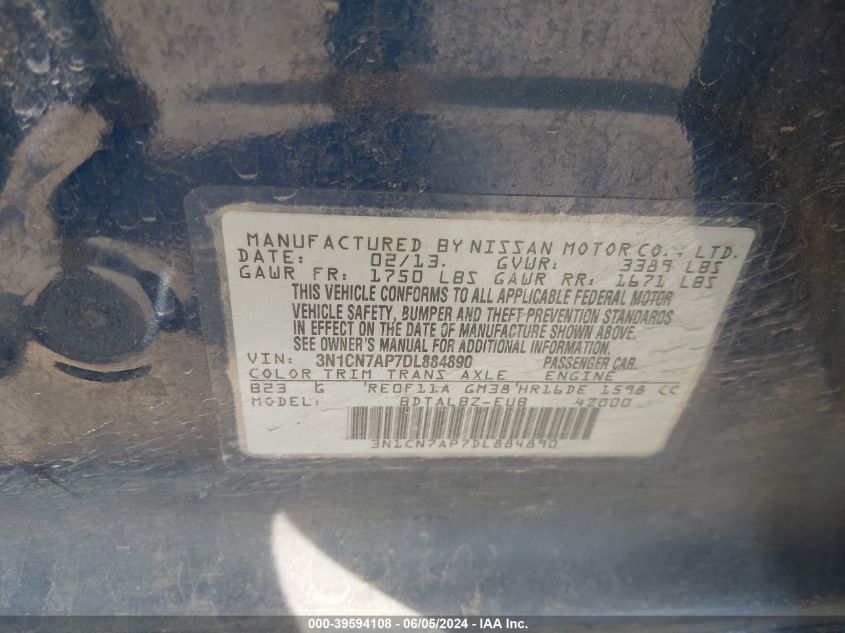 MANUFACTURED BY NISSAN MOTOR CO., LTD.
DATE: 02/13. GVWR: 3389 LBS
GAWR FR: 1750 LBS GAWR RR: 1671 LBS
THIS VEHICLE CONFORMS TO ALL APPLICABLE FEDERAL MOTOR
VEHICLE SAFETY, BUMPER AND THEFT PREVENTION STANDARDS
IN EFFECT ON THE DATE OF MANUFACTURE SHOWN ABOVE.
SEE OWNER'S MANUAL FOR ADDITIONAL INFORMATION.
VIN: 3N1CN7AP7DL884890 PASSENGER CAR.
COLOR TRIM TRANS AXLE ENGINE
B23 G 'RE0F11A GM38'HR16DE 1598 CC
MODEL: BDTALBZ-EUB 42000
3N1CN7AP7DL884890
000-39594108 - 06/05/2024 - IAA Inc.